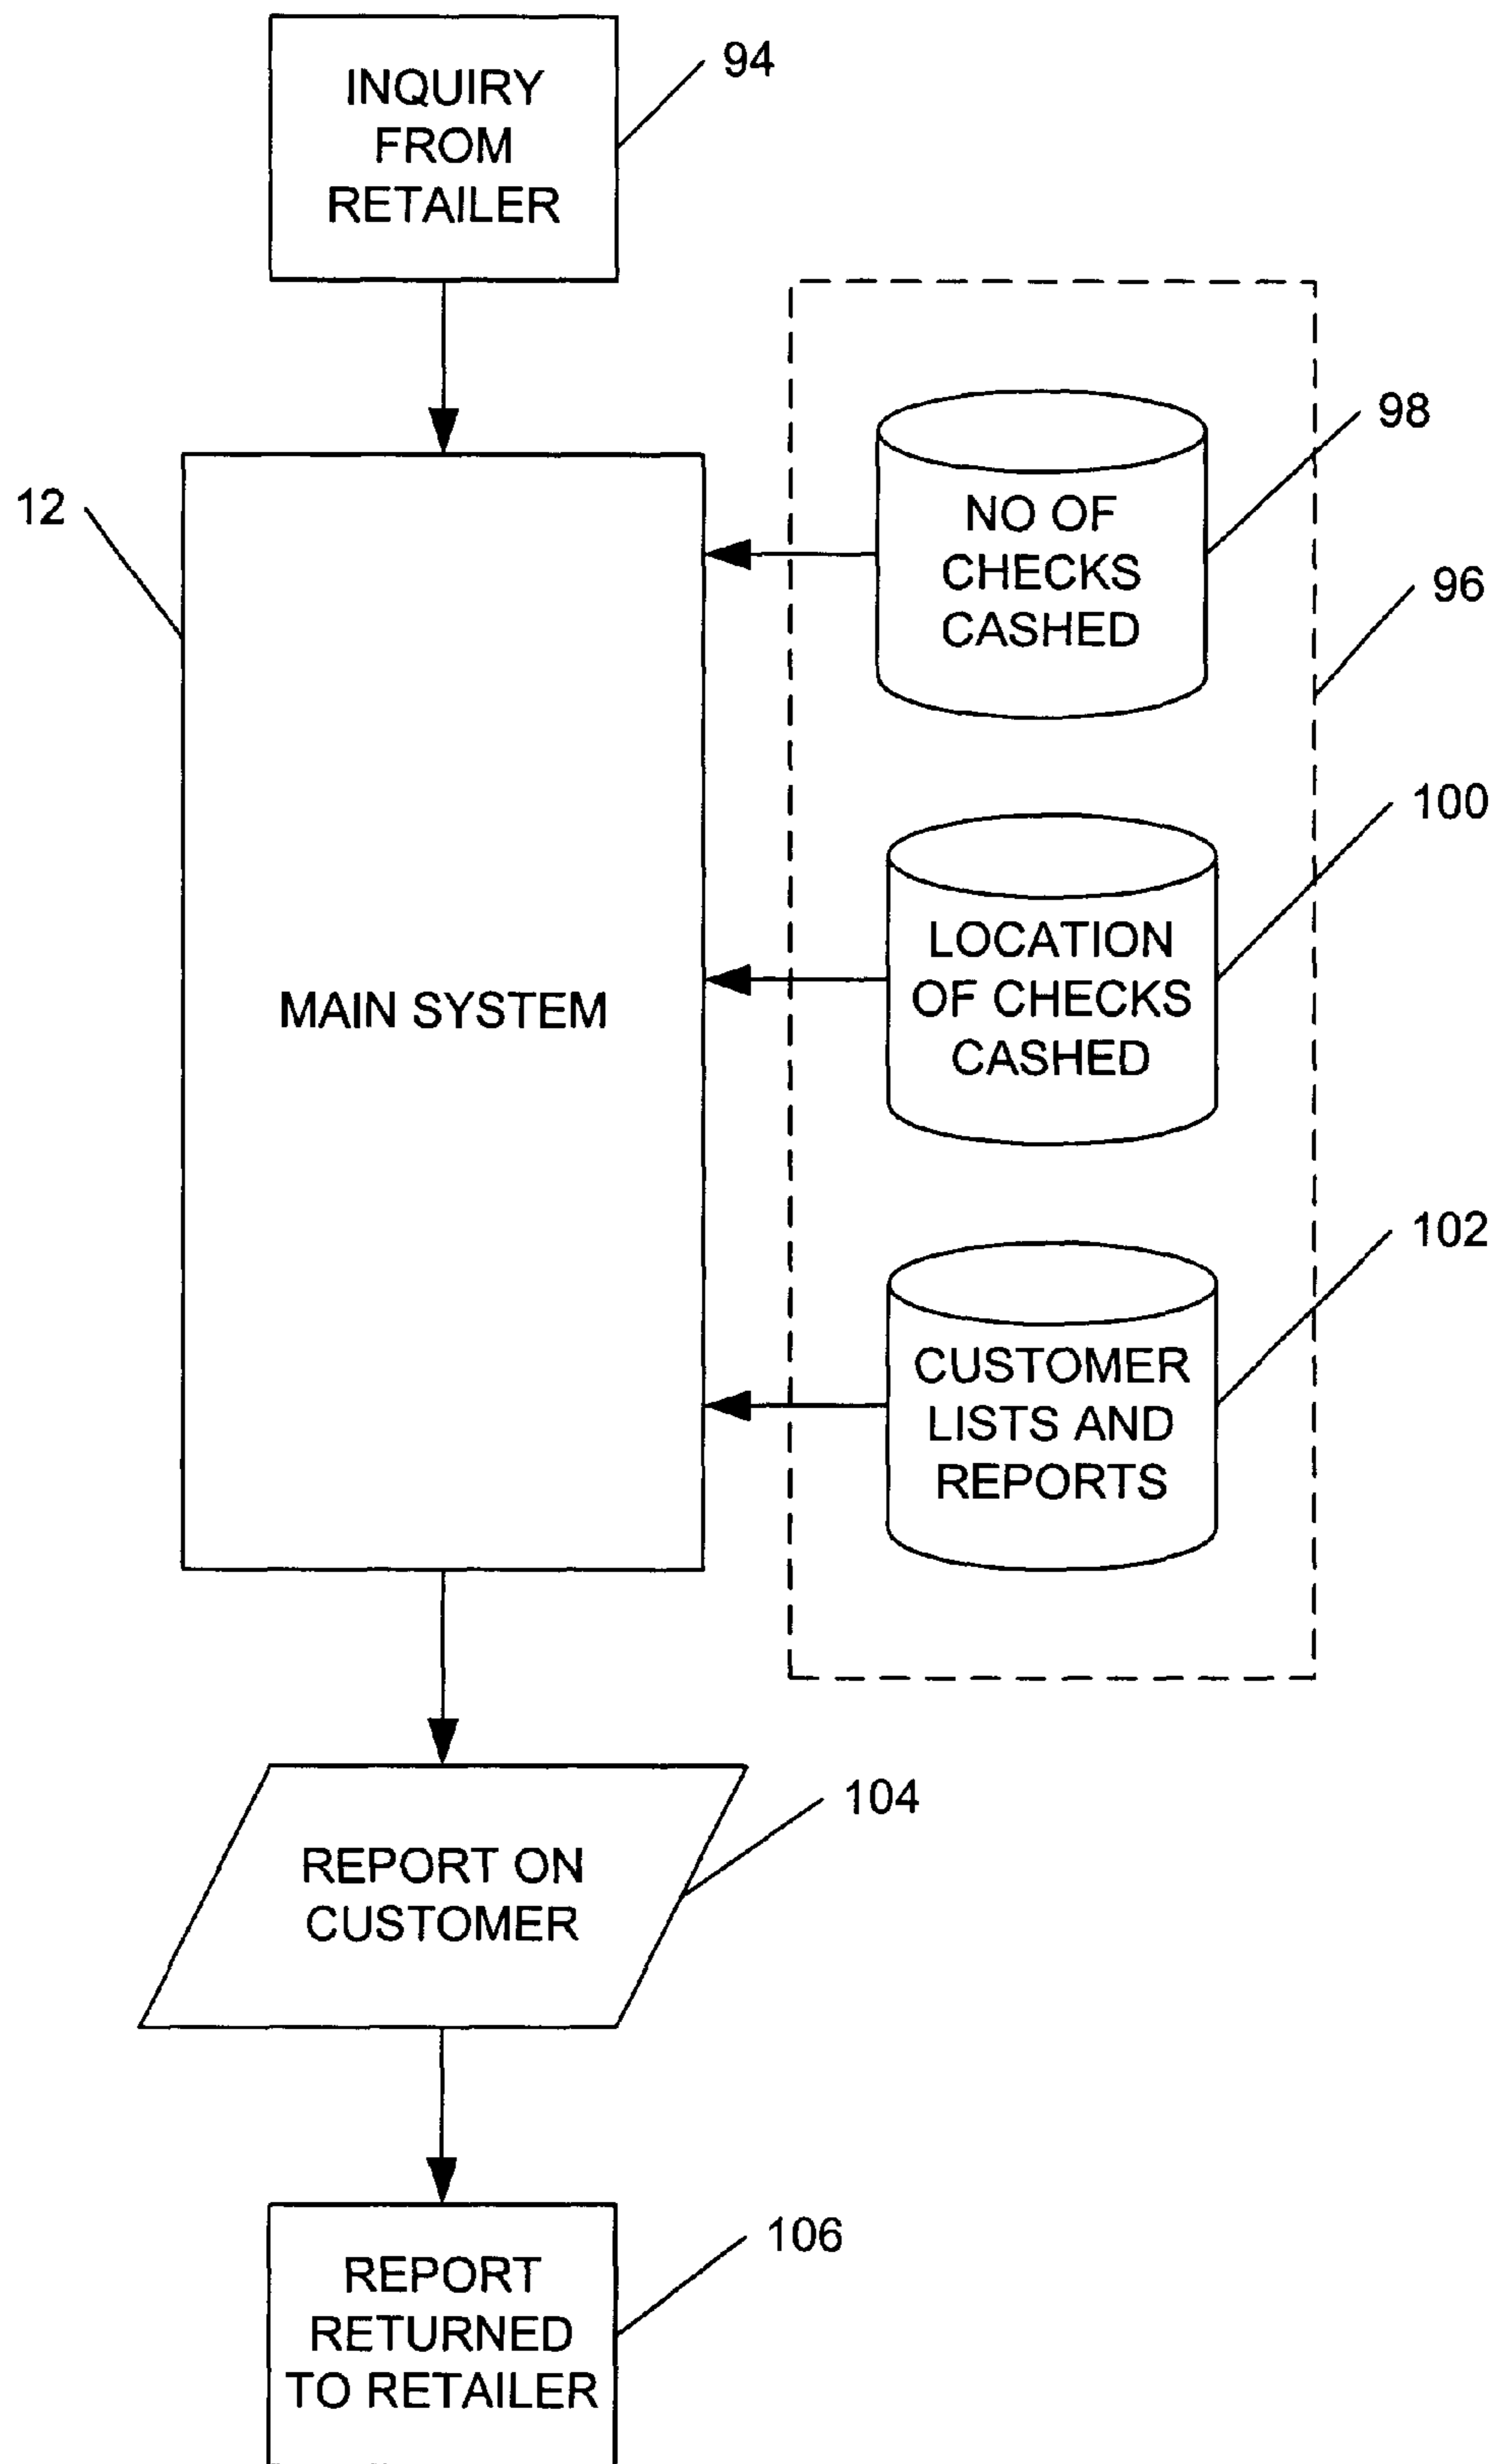 INQUIRY
FROM
RETAILER
94
12
MAIN SYSTEM
NO OF
CHECKS
CASHED
98
96
LOCATION
OF CHECKS
CASHED
100
CUSTOMER
LISTS AND
REPORTS
102
REPORT ON
CUSTOMER
104
REPORT
RETURNED
TO RETAILER
106